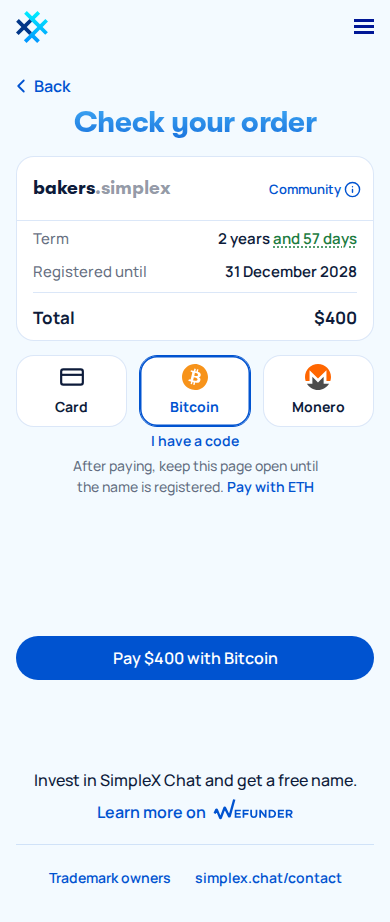 Back
Check your order
bakers.simplex Community
Term 2 years and 57 days
Registered until 31 December 2028
Total $400
Card Bitcoin Monero
I have a code
After paying, keep this page open until
the name is registered. Pay with ETH
Pay $400 with Bitcoin
Invest in SimpleX Chat and get a free name.
Learn more on WEFUNDER
Trademark owners simplex.chat/contact